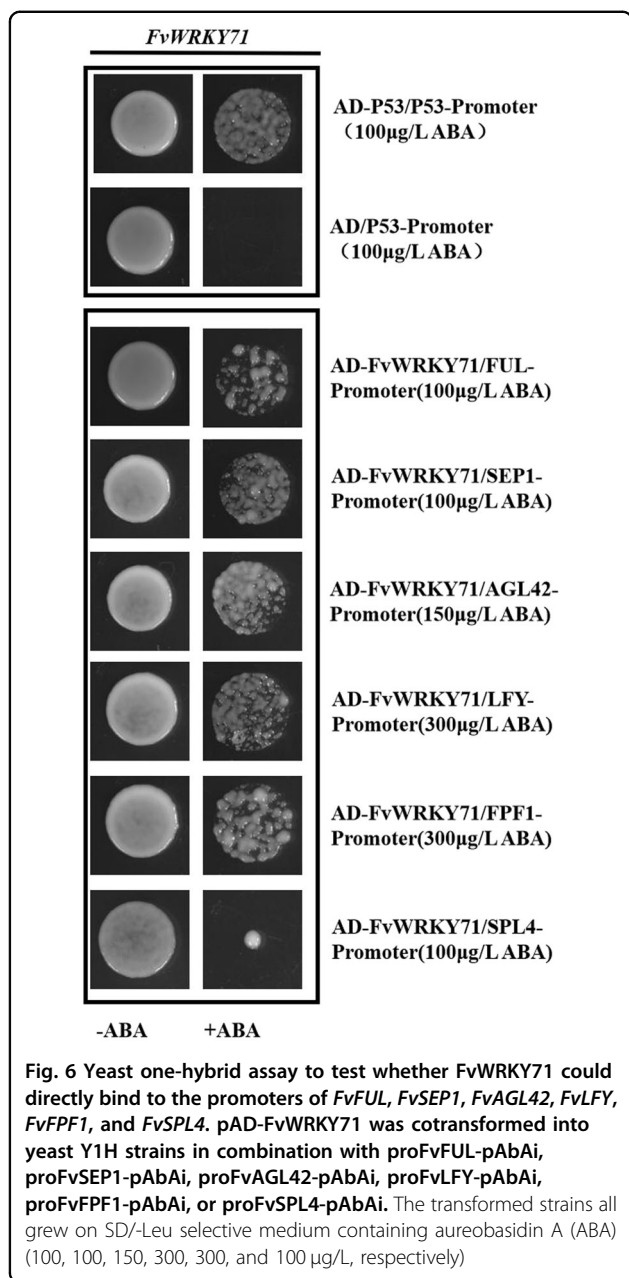 FvWRKY71
AD-P53/P53-Promoter
（100µg/L ABA）
AD/P53-Promoter
（100µg/L ABA）
AD-FvWRKY71/FUL-
Promoter(100µg/L ABA)
AD-FvWRKY71/SEP1-
Promoter(100µg/L ABA)
AD-FvWRKY71/AGL42-
Promoter(150µg/L ABA)
AD-FvWRKY71/LFY-
Promoter(300µg/L ABA)
AD-FvWRKY71/FPF1-
Promoter(300µg/L ABA)
AD-FvWRKY71/SPL4-
Promoter(100µg/L ABA)
-ABA +ABA
Fig. 6 Yeast one-hybrid assay to test whether FvWRKY71 could
directly bind to the promoters of FvFUL, FvSEP1, FvAGL42, FvLFY,
FvFPF1, and FvSPL4. pAD-FvWRKY71 was cotransformed into
yeast Y1H strains in combination with proFvFUL-pAbAi,
proFvSEP1-pAbAi, proFvAGL42-pAbAi, proFvLFY-pAbAi,
proFvFPF1-pAbAi, or proFvSPL4-pAbAi. The transformed strains all
grew on SD/-Leu selective medium containing aureobasidin A (ABA)
(100, 100, 150, 300, 300, and 100 µg/L, respectively)